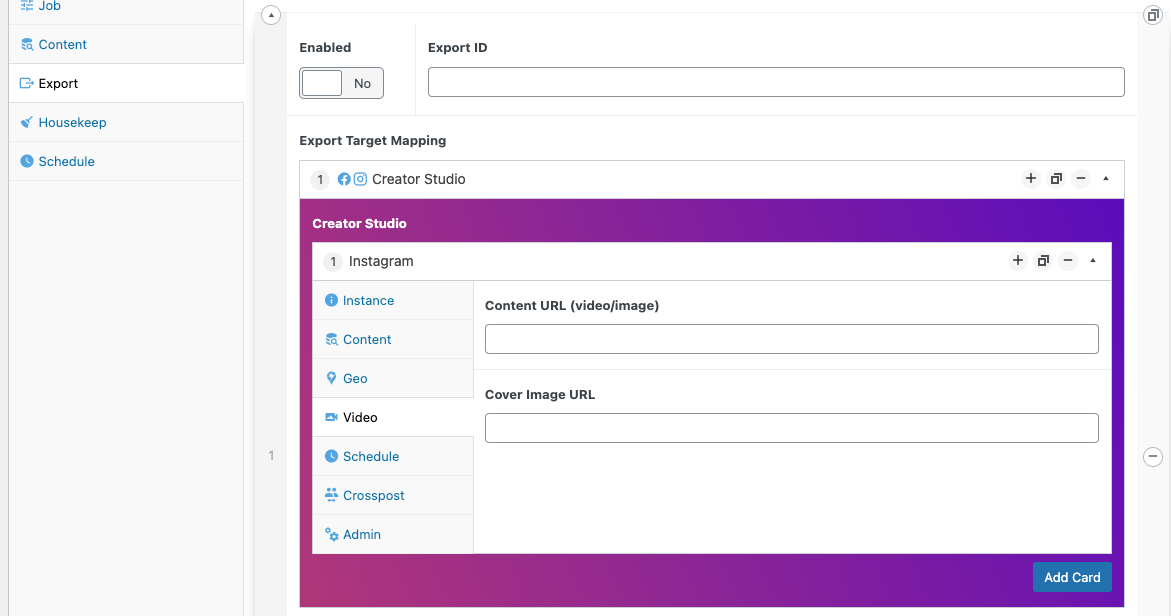 Job
Content
Export
Housekeep
Schedule
Enabled
No
Export ID
Export Target Mapping
1 Creator Studio
Creator Studio
1 Instagram
Instance
Content
Geo
Video
Schedule
Crosspost
Admin
Content URL (video/image)
Cover Image URL
1
Add Card